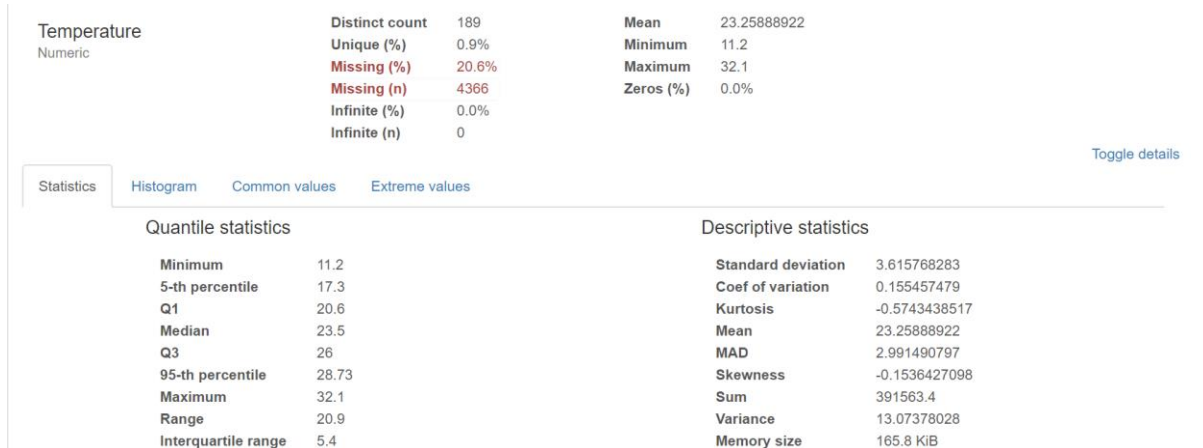 Temperature
Numeric
Distinct count 189
Unique (%) 0.9%
Missing (%) 20.6%
Missing (n) 4366
Infinite (%) 0.0%
Infinite (n) 0
Mean 23.25888922
Minimum 11.2
Maximum 32.1
Zeros (%) 0.0%
Toggle details
Statistics Histogram Common values Extreme values
Quantile statistics
Minimum 11.2
5-th percentile 17.3
Q1 20.6
Median 23.5
Q3 26
95-th percentile 28.73
Maximum 32.1
Range 20.9
Interquartile range 5.4
Descriptive statistics
Standard deviation 3.615768283
Coef of variation 0.155457479
Kurtosis -0.5743438517
Mean 23.25888922
MAD 2.991490797
Skewness -0.1536427098
Sum 391563.4
Variance 13.07378028
Memory size 165.8 KiB